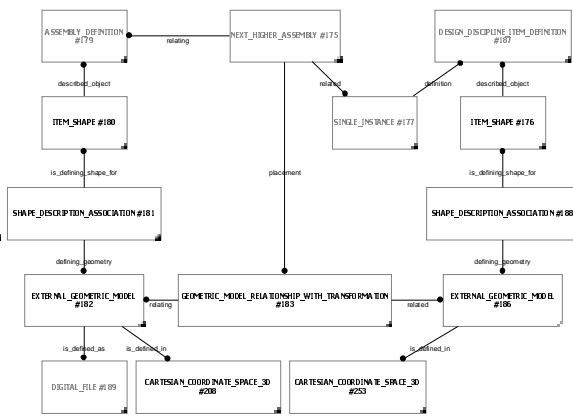 ASSEMBLY_DEFINITION
#179
NEXT_HIGHER_ASSEMBLY #175
DESIGN_DISCIPLINE_ITEM_DEFINITION
#187
relating
described_object
related
definition
described_object
ITEM_SHAPE #180
SINGLE_INSTANCE #177
ITEM_SHAPE #176
is_defining_shape_for
placement
is_defining_shape_for
SHAPE_DESCRIPTION_ASSOCIATION #181
SHAPE_DESCRIPTION_ASSOCIATION #188
defining_geometry
defining_geometry
EXTERNAL_GEOMETRIC_MODEL
#182
GEOMETRIC_MODEL_RELATIONSHIP_WITH_TRANSFORMATION
#183
EXTERNAL_GEOMETRIC_MODEL
#186
relating
related
is_defined_as
is_defined_in
is_defined_in
DIGITAL_FILE #189
CARTESIAN_COORDINATE_SPACE_3D
#208
CARTESIAN_COORDINATE_SPACE_3D
#253